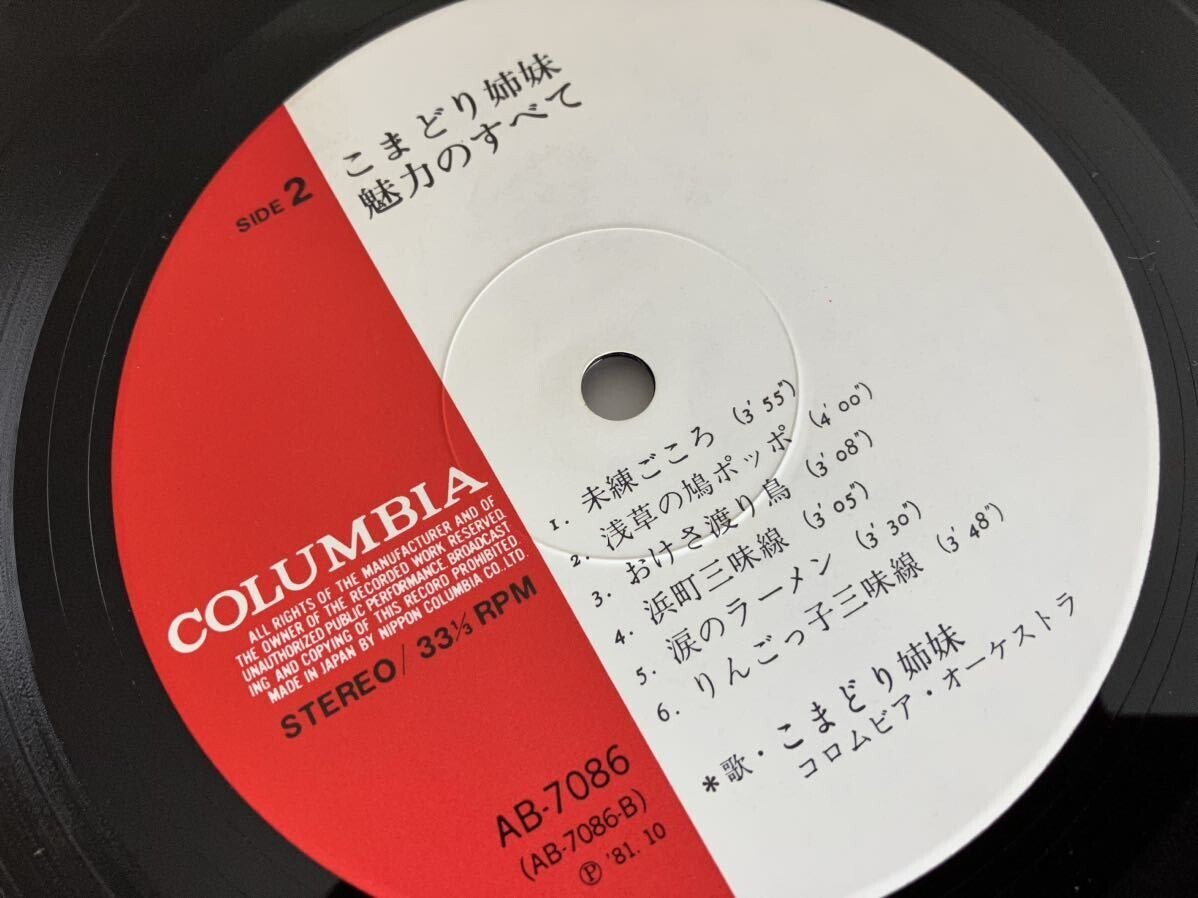 こまどり姉妹
魅力のすべて
SIDE 2
1. 未練ごころ (3′55″)
2. 浅草の鳩ポッポ (4′00″)
3. おけさ渡り鳥 (3′08″)
4. 浜町三味線 (3′05″)
5. 涙のラーメン (3′30″)
6. りんごっ子三味線 (3′48″)
*歌・こまどり姉妹
コロムビア・オーケストラ
COLUMBIA
ALL RIGHTS OF THE MANUFACTURER AND OF
THE OWNER OF THE RECORDED WORK RESERVED.
UNAUTHORIZED PUBLIC PERFORMANCE BROADCAST-
ING AND COPYING OF THIS RECORD PROHIBITED
MADE IN JAPAN BY NIPPON COLUMBIA CO., LTD.
STEREO / 33⅓ RPM
AB-7086
(AB-7086-B)
Ⓟ '81. 10